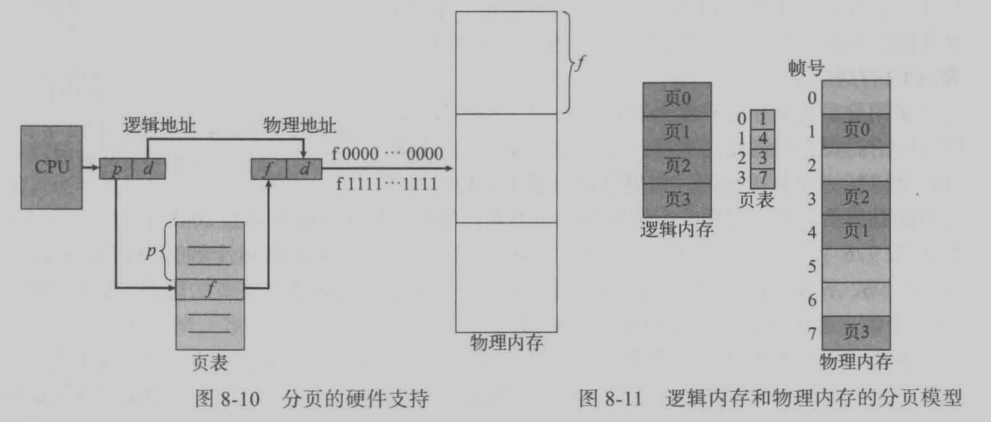 逻辑地址
物理地址
CPU
p d
f d
f 0000 … 0000
f 1111…1111
f
p
f
页表
物理内存
图 8-10 分页的硬件支持
页0
页1
页2
页3
逻辑内存
0 1
1 4
2 3
3 7
页表
帧号
0
1 页0
2
3 页2
4 页1
5
6
7 页3
物理内存
图 8-11 逻辑内存和物理内存的分页模型